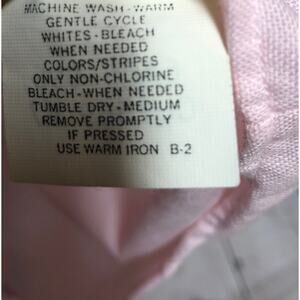 MACHINE WASH-WARM
GENTLE CYCLE
WHITES-BLEACH
WHEN NEEDED
COLORS/STRIPES
ONLY NON-CHLORINE
BLEACH-WHEN NEEDED
TUMBLE DRY-MEDIUM
REMOVE PROMPTLY
IF PRESSED
USE WARM IRON B-2